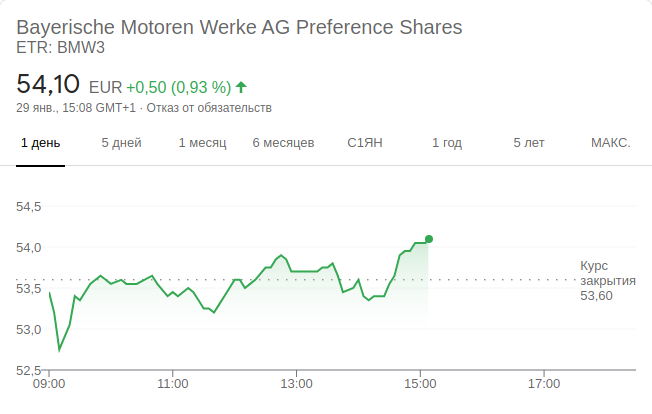 Bayerische Motoren Werke AG Preference Shares
ETR: BMW3
54,10 EUR +0,50 (0,93 %)
29 янв., 15:08 GMT+1 · Отказ от обязательств
1 день 5 дней 1 месяц 6 месяцев С1ЯН 1 год 5 лет МАКС.
54,5
54,0
53,5
53,0
52,5
Курс
закрытия
53,60
09:00 11:00 13:00 15:00 17:00